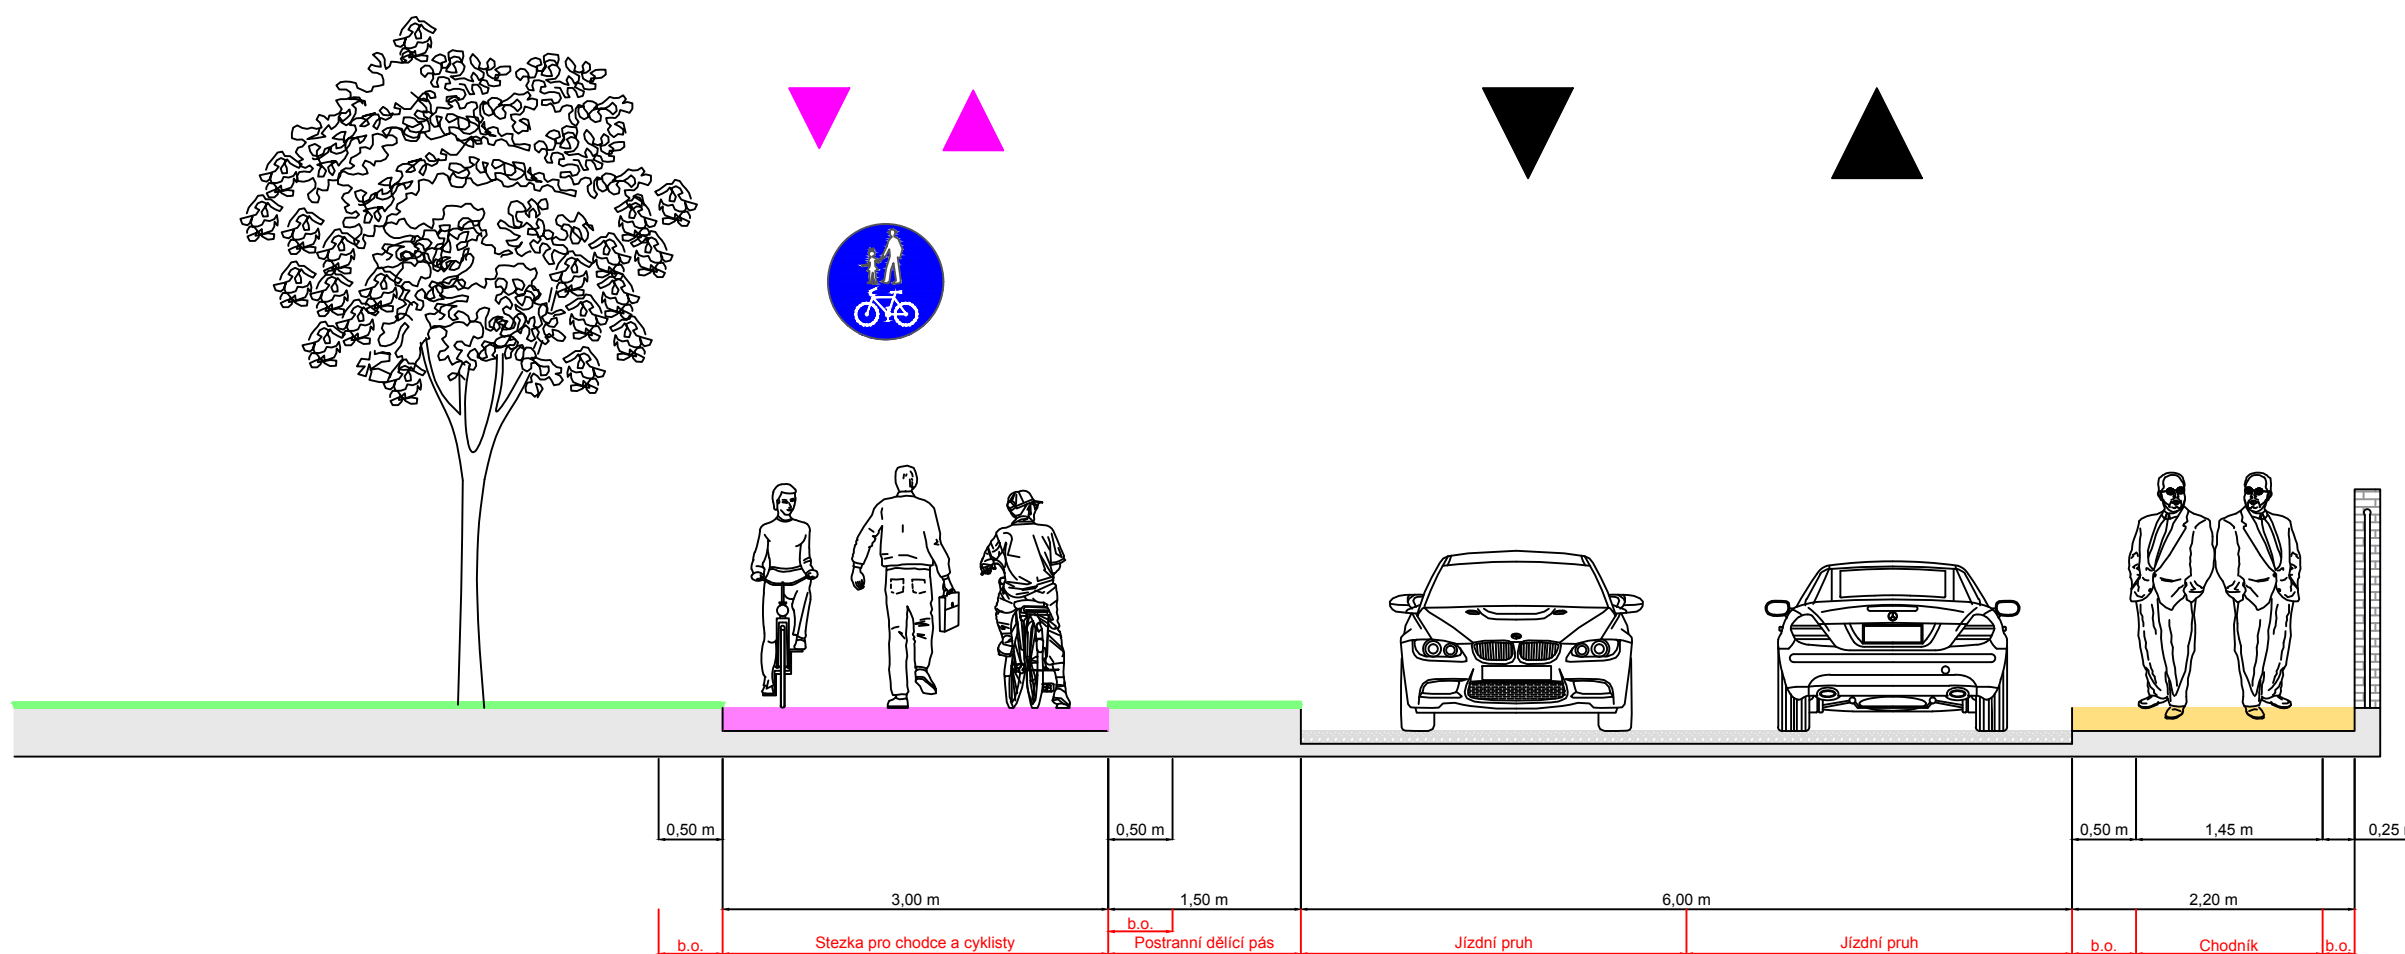 0,50 m
0,50 m
0,50 m
1,45 m
0,25
3,00 m
1,50 m
6,00 m
2,20 m
b.o.
b.o.
Stezka pro chodce a cyklisty
Postranní dělící pás
Jízdní pruh
Jízdní pruh
b.o.
Chodník
b.o.